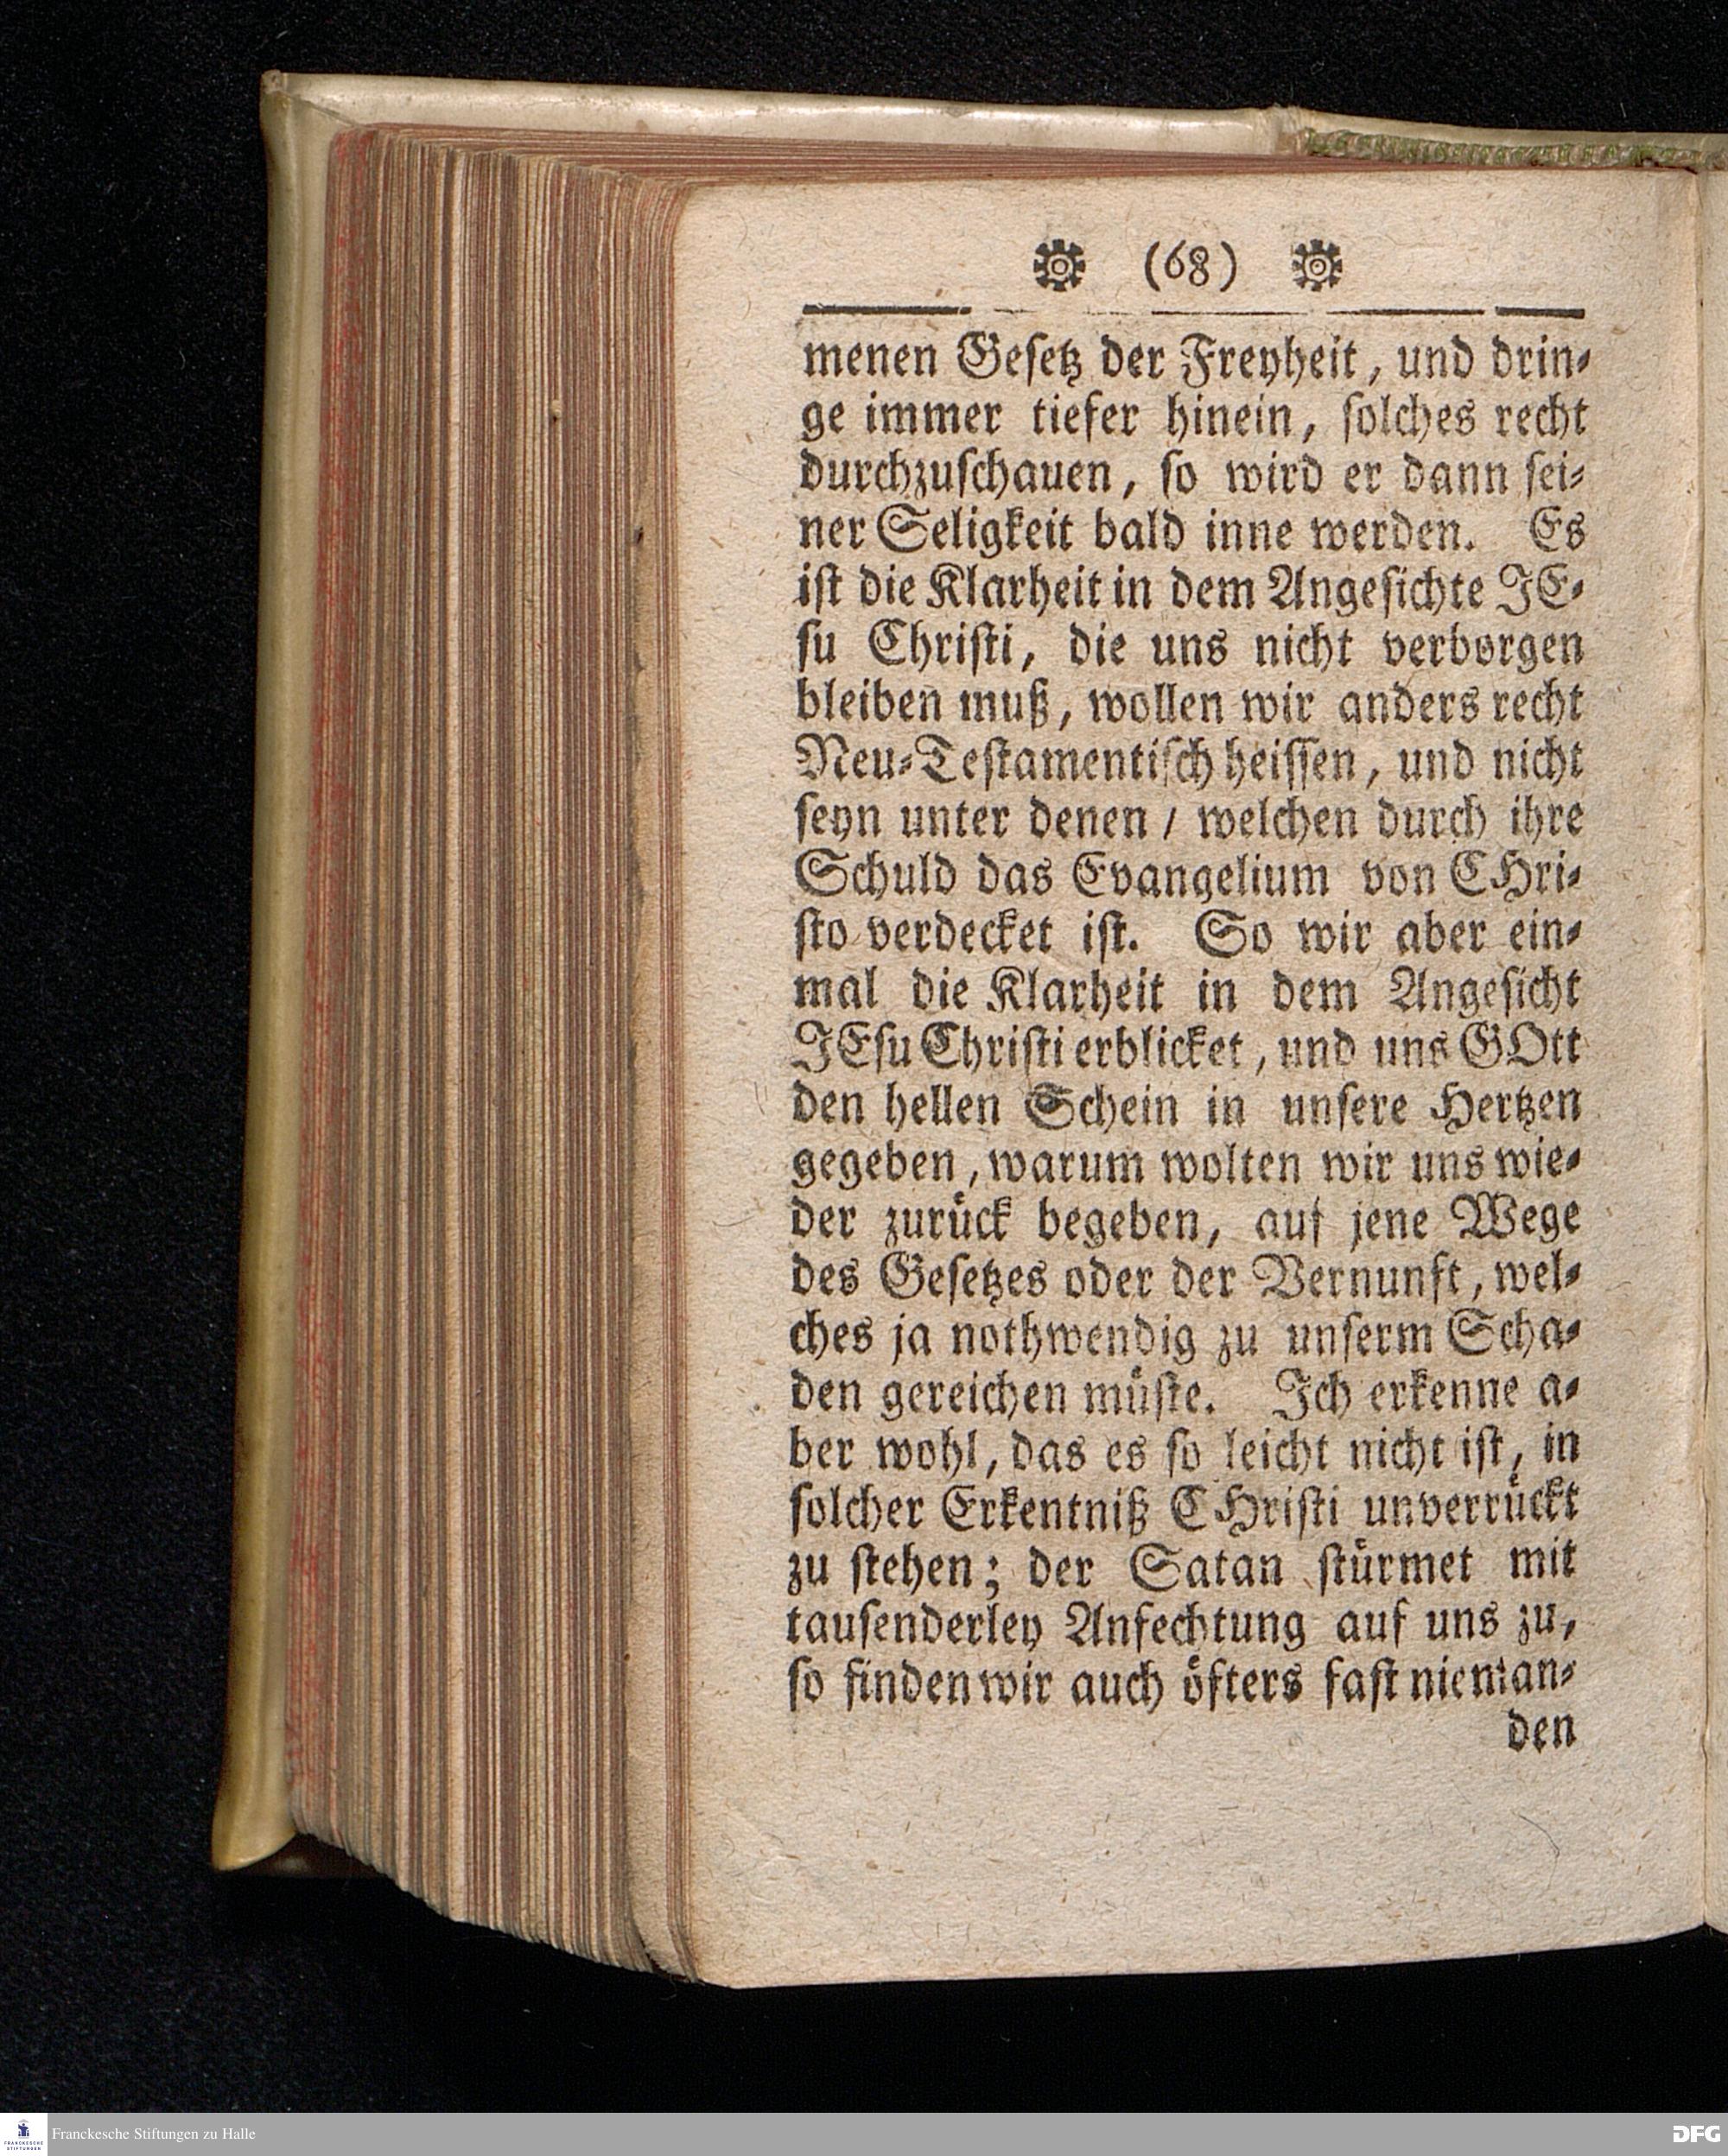 (68)
menen Gesetz der Freyheit, und drin-
ge immer tiefer hinein, solches recht
durchzuschauen, so wird er dann sei-
ner Seligkeit bald inne werden. Es
ist die Klarheit in dem Angesichte JE-
su Christi, die uns nicht verborgen
bleiben muß, wollen wir anders recht
Neu-Testamentisch heissen, und nicht
seyn unter denen / welchen durch ihre
Schuld das Evangelium von CHri-
sto verdecket ist. So wir aber ein-
mal die Klarheit in dem Angesicht
JEsu Christi erblicket, und uns GOtt
den hellen Schein in unsere Hertzen
gegeben, warum wolten wir uns wie-
der zurück begeben, auf jene Wege
des Gesetzes oder der Vernunft, wel-
ches ja nothwendig zu unserm Scha-
den gereichen müste. Ich erkenne a-
ber wohl, das es so leicht nicht ist, in
solcher Erkentniß CHristi unverrückt
zu stehen; der Satan stürmet mit
tausenderley Anfechtung auf uns zu,
so finden wir auch öfters fast nieman-
den
FRANCKESCHE
STIFTUNGEN
Franckesche Stiftungen zu Halle
DFG